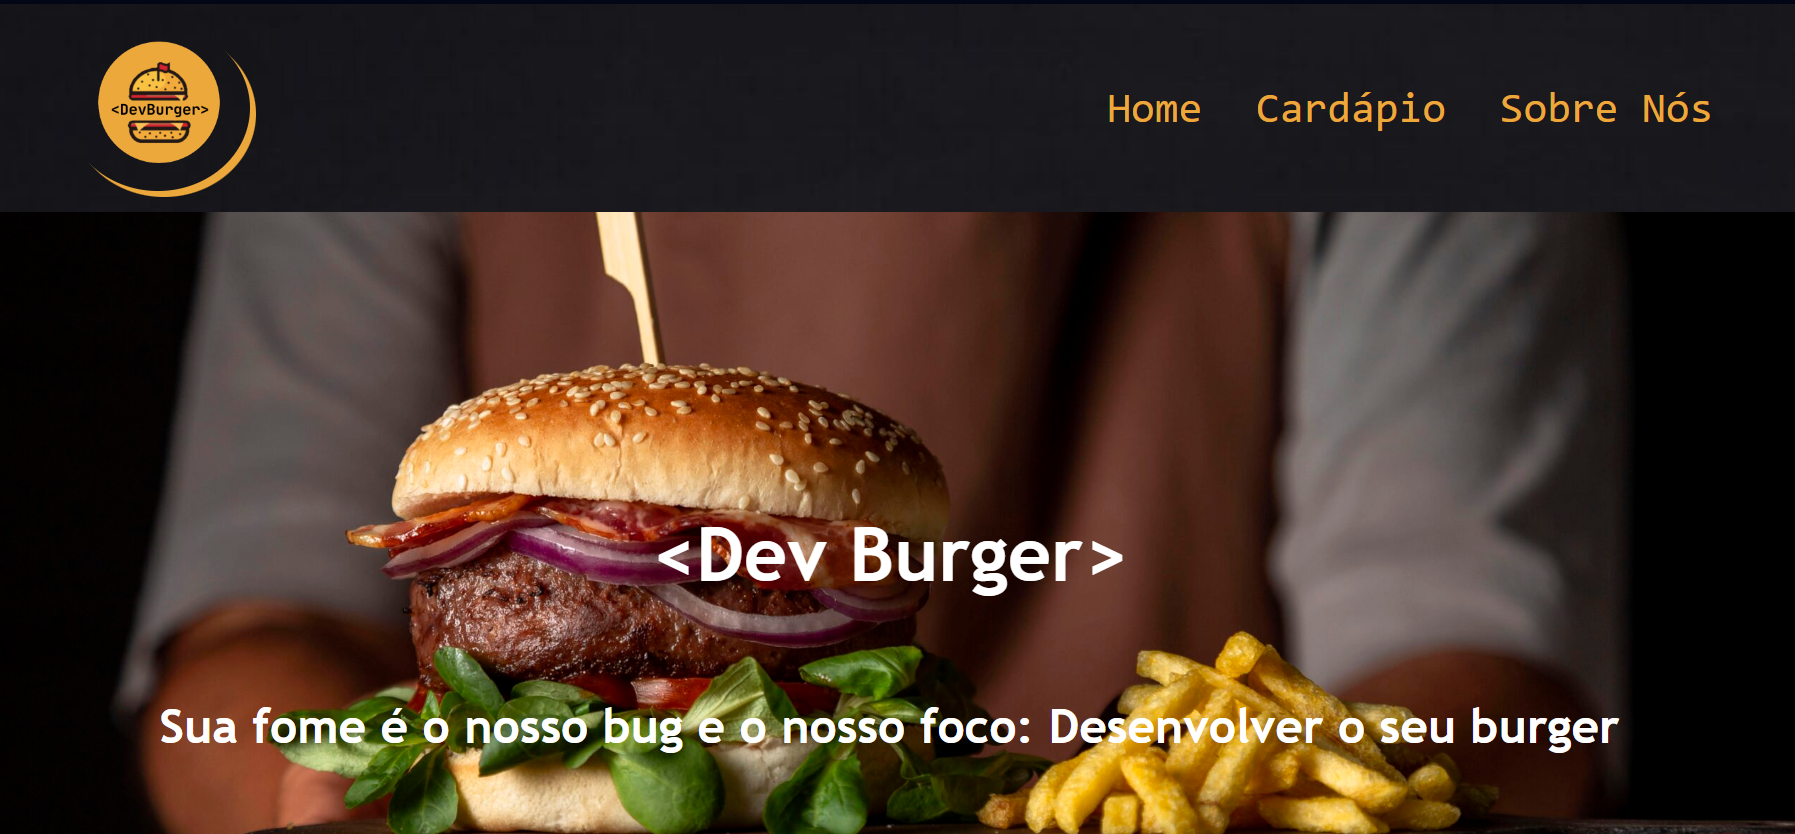 <DevBurger>
Home Cardápio Sobre Nós
<Dev Burger>
Sua fome é o nosso bug e o nosso foco: Desenvolver o seu burger